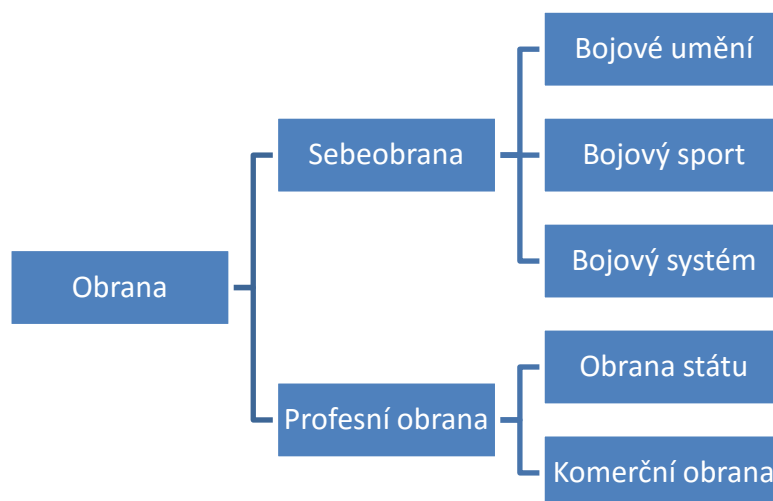 Obrana
Sebeobrana
Bojové umění
Bojový sport
Bojový systém
Profesní obrana
Obrana státu
Komerční obrana